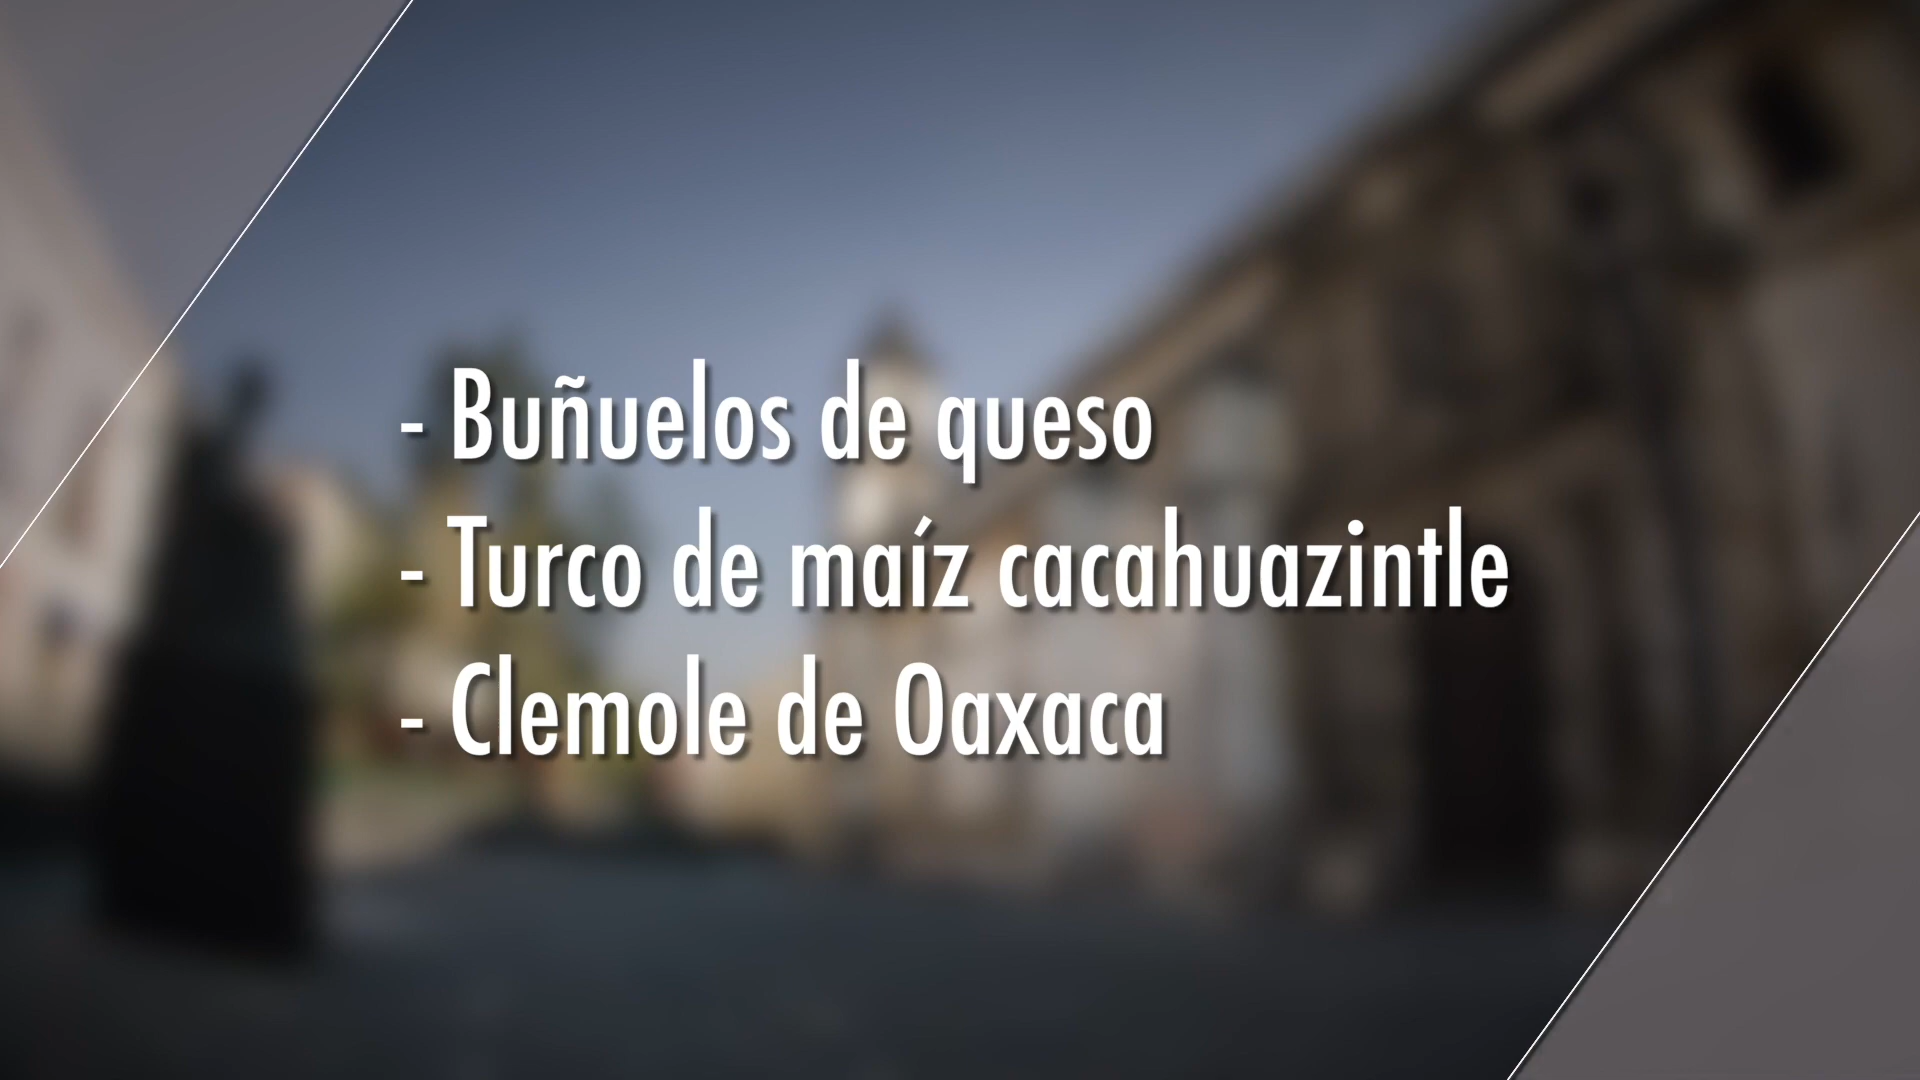 - Buñuelos de queso
- Turco de maíz cacahuazintle
- Clemole de Oaxaca